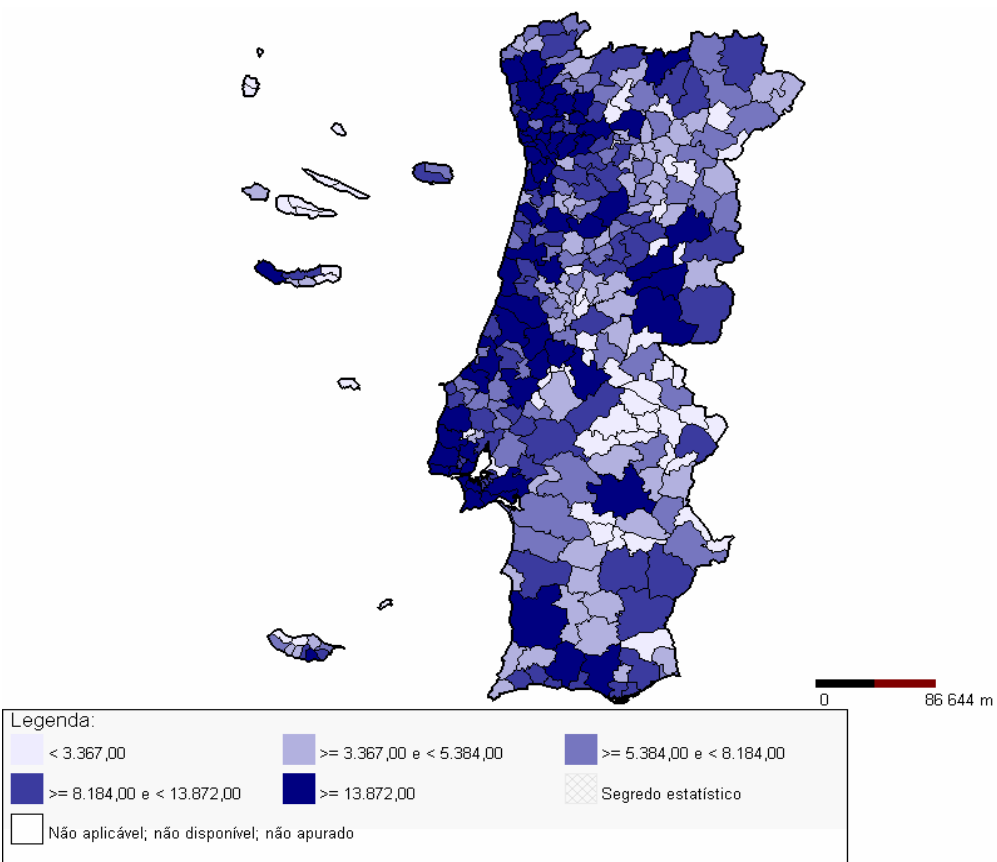 0 86 644 m
Legenda:
< 3.367,00 >= 3.367,00 e < 5.384,00 >= 5.384,00 e < 8.184,00
>= 8.184,00 e < 13.872,00 >= 13.872,00 Segredo estatístico
Não aplicável; não disponível; não apurado